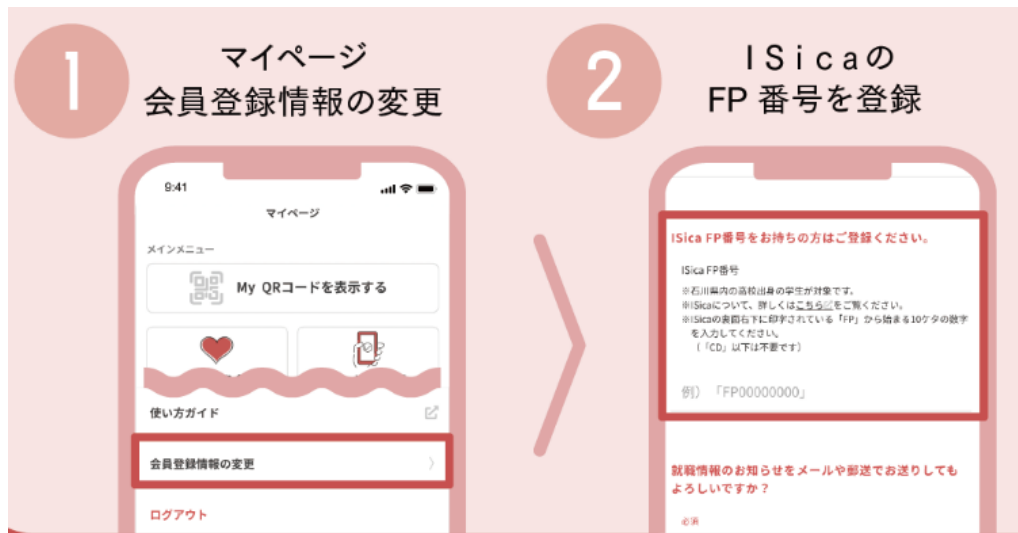 1
マイページ
会員登録情報の変更
9:41
マイページ
メインメニュー
My QRコードを表示する
使い方ガイド
会員登録情報の変更
ログアウト
2
ISicaの
FP 番号を登録
ISica FP番号をお持ちの方はご登録ください。
ISica FP番号
※石川県内の高校出身の学生が対象です。
※ISicaについて、詳しくはこちらをご覧ください。
※ISicaの裏面右下に印字されている「FP」から始まる10ケタの数字
を入力してください。
(「CD」以下は不要です)
例) 「FP00000000」
就職情報のお知らせをメールや郵送でお送りしても
よろしいですか?
必須